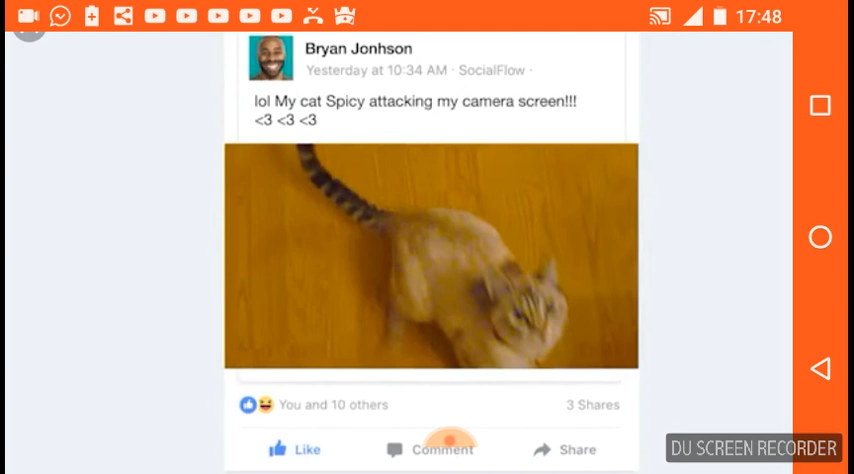 17:48
Bryan Jonhson
Yesterday at 10:34 AM · SocialFlow ·
lol My cat Spicy attacking my camera screen!!!
<3 <3 <3
You and 10 others
3 Shares
Like
Comment
Share
DU SCREEN RECORDER